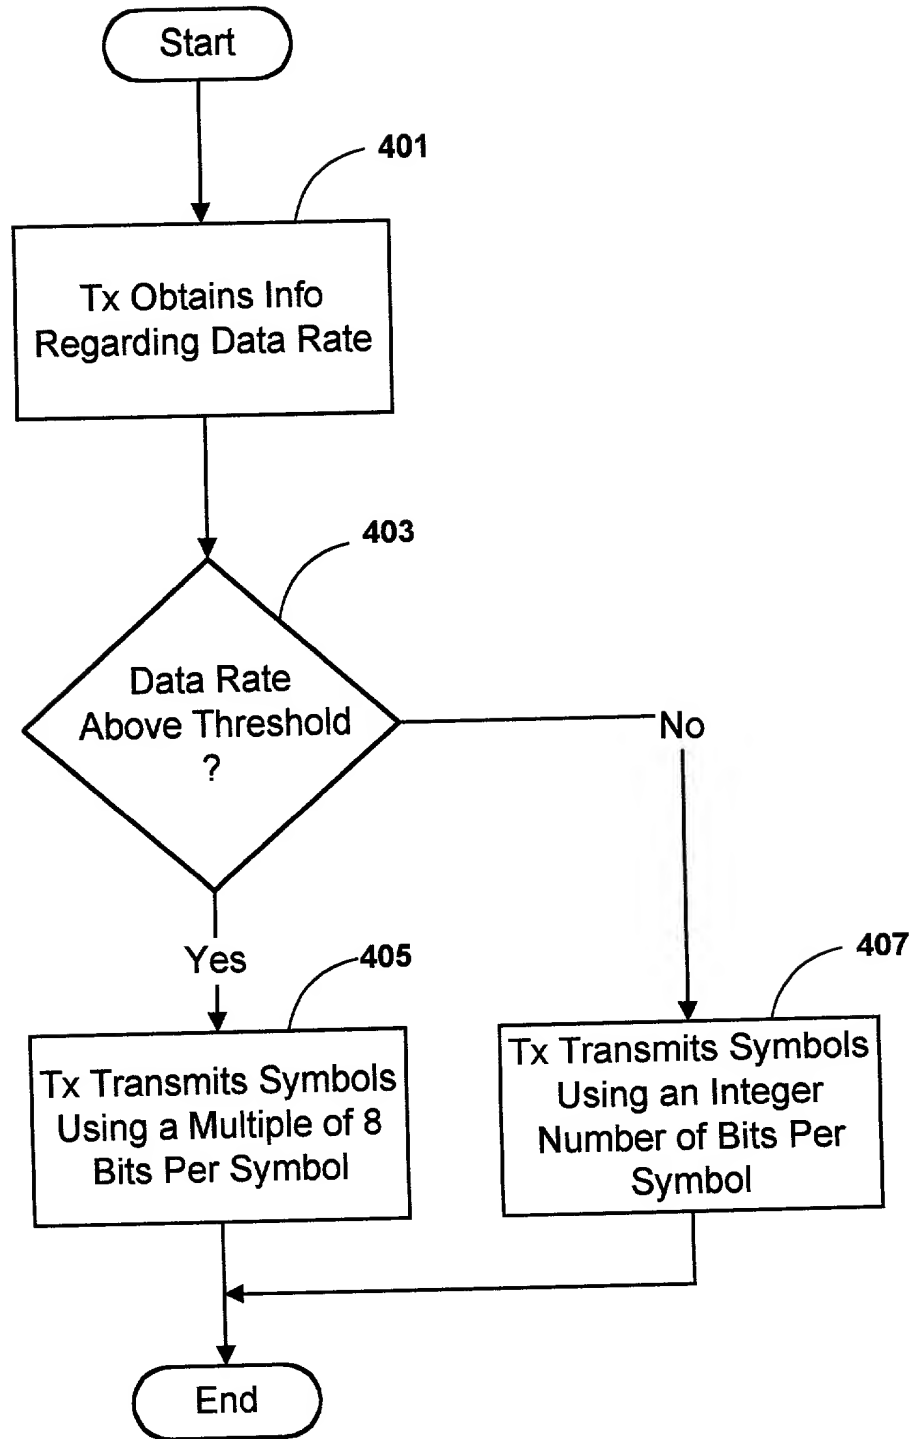 Start
401
Tx Obtains Info
Regarding Data Rate
403
Data Rate
Above Threshold
?
No
Yes
405
Tx Transmits Symbols
Using a Multiple of 8
Bits Per Symbol
407
Tx Transmits Symbols
Using an Integer
Number of Bits Per
Symbol
End